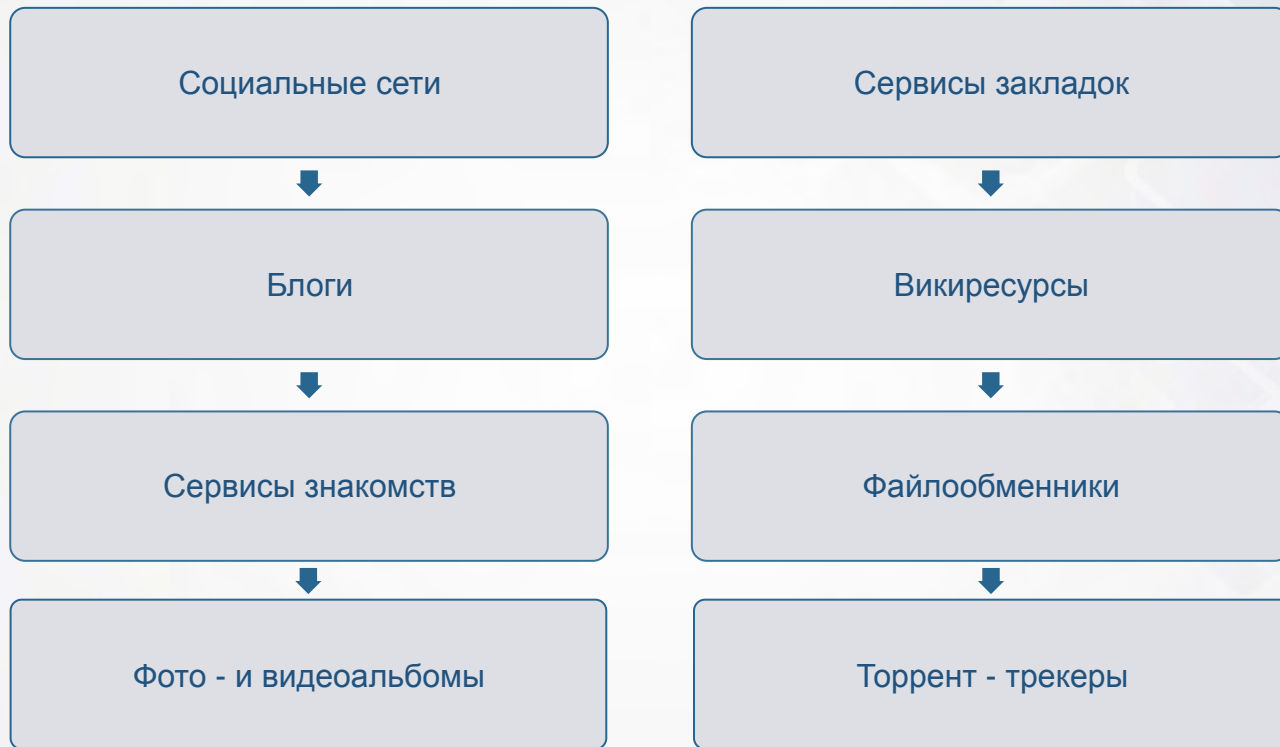 Социальные сети
Блоги
Сервисы знакомств
Фото - и видеоальбомы
Сервисы закладок
Викиресурсы
Файлообменники
Торрент - трекеры